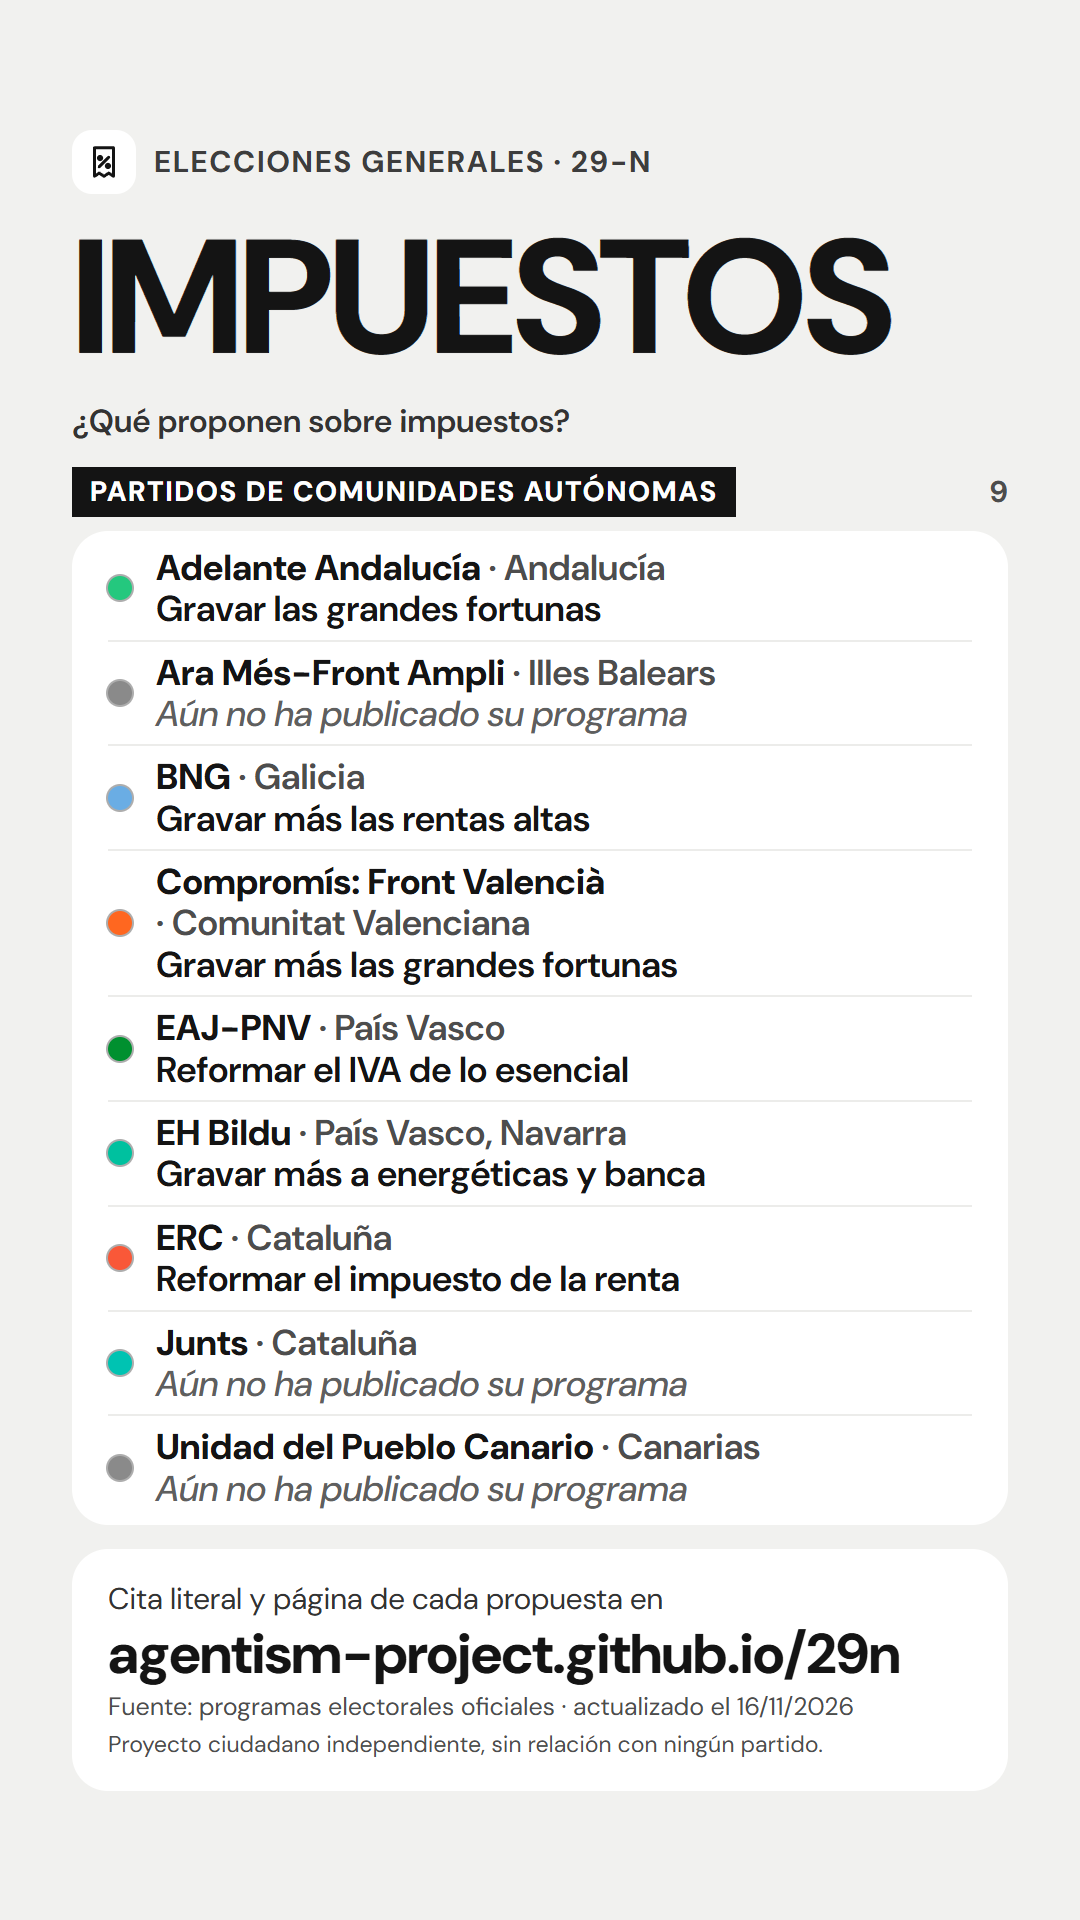 ELECCIONES GENERALES · 29-N
IMPUESTOS
¿Qué proponen sobre impuestos?
PARTIDOS DE COMUNIDADES AUTÓNOMAS 9
Adelante Andalucía · Andalucía
Gravar las grandes fortunas
Ara Més-Front Ampli · Illes Balears
Aún no ha publicado su programa
BNG · Galicia
Gravar más las rentas altas
Compromís: Front Valencià
· Comunitat Valenciana
Gravar más las grandes fortunas
EAJ-PNV · País Vasco
Reformar el IVA de lo esencial
EH Bildu · País Vasco, Navarra
Gravar más a energéticas y banca
ERC · Cataluña
Reformar el impuesto de la renta
Junts · Cataluña
Aún no ha publicado su programa
Unidad del Pueblo Canario · Canarias
Aún no ha publicado su programa
Cita literal y página de cada propuesta en
agentism-project.github.io/29n
Fuente: programas electorales oficiales · actualizado el 16/11/2026
Proyecto ciudadano independiente, sin relación con ningún partido.